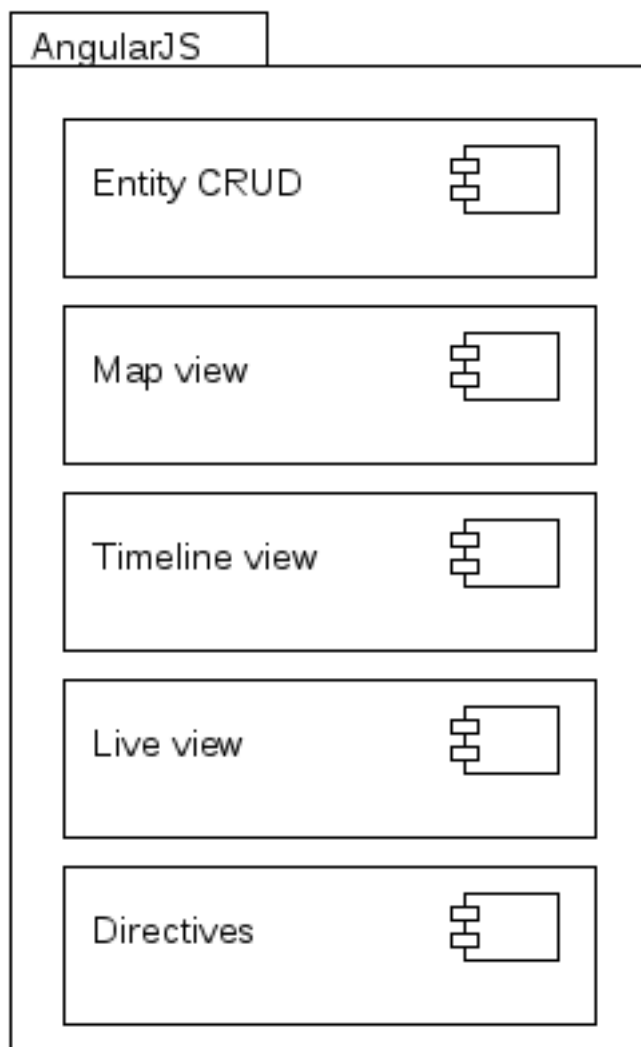 AngularJS
Entity CRUD
Map view
Timeline view
Live view
Directives